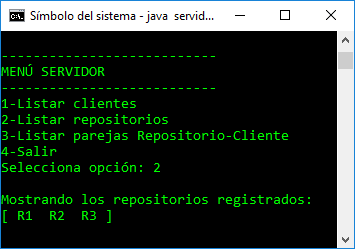 Símbolo del sistema - java servid...
---------------------------
MENÚ SERVIDOR
---------------------------
1-Listar clientes
2-Listar repositorios
3-Listar parejas Repositorio-Cliente
4-Salir
Selecciona opción: 2
Mostrando los repositorios registrados:
[ R1  R2  R3 ]